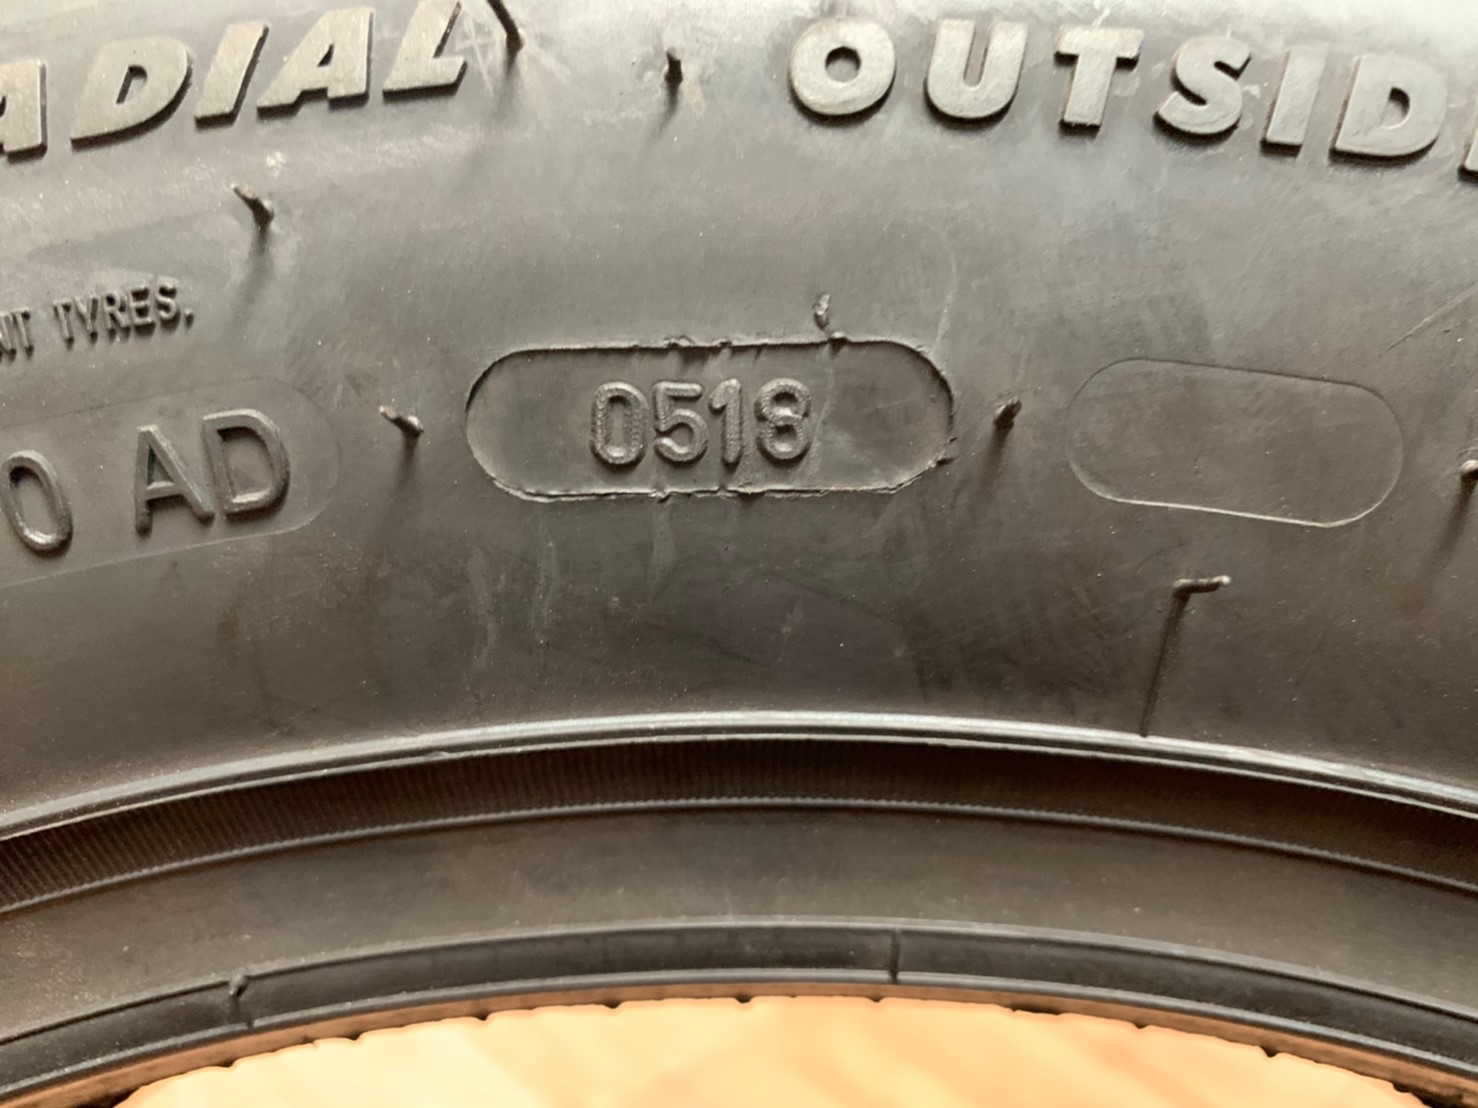 ADIAL OUTSID
NT TYRES.
0 AD 0518